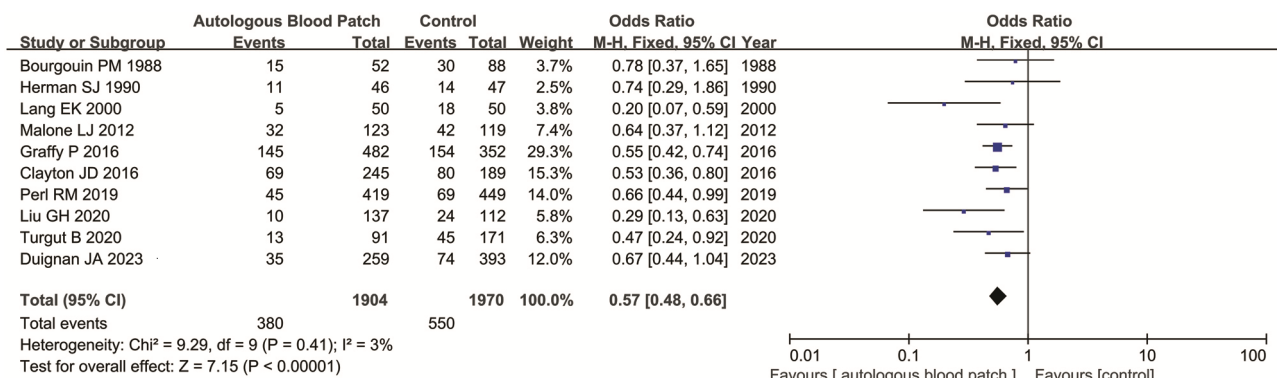 Autologous Blood Patch Control Odds Ratio Odds Ratio
Study or Subgroup Events Total Events Total Weight M-H, Fixed, 95% CI Year M-H, Fixed, 95% CI
Bourgouin PM 1988 15 52 30 88 3.7% 0.78 [0.37, 1.65] 1988
Herman SJ 1990 11 46 14 47 2.5% 0.74 [0.29, 1.86] 1990
Lang EK 2000 5 50 18 50 3.8% 0.20 [0.07, 0.59] 2000
Malone LJ 2012 32 123 42 119 7.4% 0.64 [0.37, 1.12] 2012
Graffy P 2016 145 482 154 352 29.3% 0.55 [0.42, 0.74] 2016
Clayton JD 2016 69 245 80 189 15.3% 0.53 [0.36, 0.80] 2016
Perl RM 2019 45 419 69 449 14.0% 0.66 [0.44, 0.99] 2019
Liu GH 2020 10 137 24 112 5.8% 0.29 [0.13, 0.63] 2020
Turgut B 2020 13 91 45 171 6.3% 0.47 [0.24, 0.92] 2020
Duignan JA 2023 35 259 74 393 12.0% 0.67 [0.44, 1.04] 2023
Total (95% CI) 1904 1970 100.0% 0.57 [0.48, 0.66]
Total events 380 550
Heterogeneity: Chi² = 9.29, df = 9 (P = 0.41); I² = 3%
Test for overall effect: Z = 7.15 (P < 0.00001)
0.01 0.1 1 10 100
Favours [ autologous blood patch ] Favours [control]